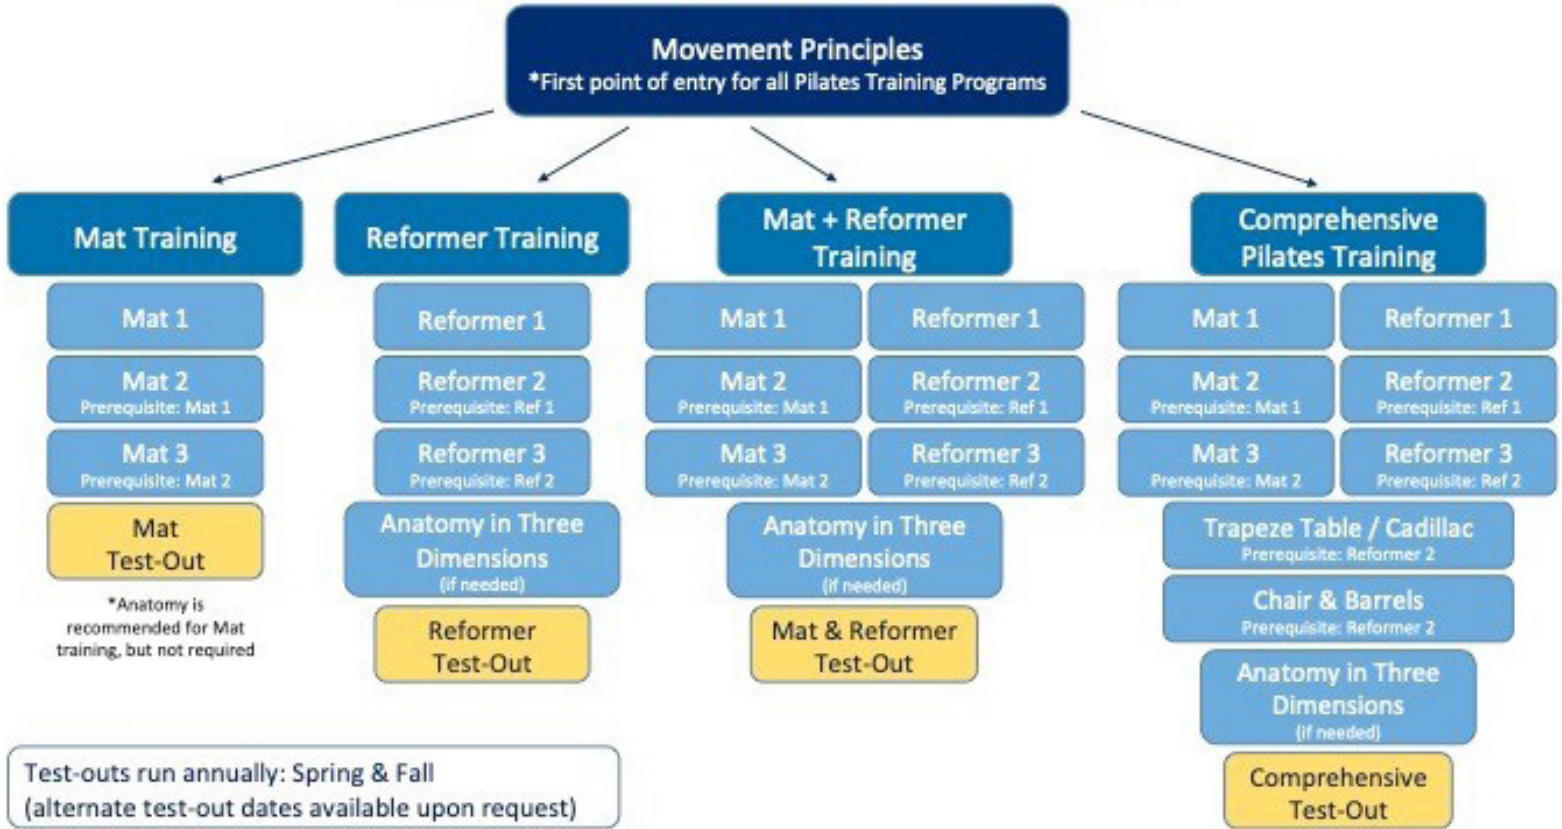 Movement Principles
*First point of entry for all Pilates Training Programs
Mat Training
Mat 1
Mat 2
Prerequisite: Mat 1
Mat 3
Prerequisite: Mat 2
Mat
Test-Out
*Anatomy is
recommended for Mat
training, but not required
Reformer Training
Reformer 1
Reformer 2
Prerequisite: Ref 1
Reformer 3
Prerequisite: Ref 2
Anatomy in Three
Dimensions
(if needed)
Reformer
Test-Out
Mat + Reformer
Training
Mat 1
Reformer 1
Mat 2
Prerequisite: Mat 1
Reformer 2
Prerequisite: Ref 1
Mat 3
Prerequisite: Mat 2
Reformer 3
Prerequisite: Ref 2
Anatomy in Three
Dimensions
(if needed)
Mat & Reformer
Test-Out
Comprehensive
Pilates Training
Mat 1
Reformer 1
Mat 2
Prerequisite: Mat 1
Reformer 2
Prerequisite: Ref 1
Mat 3
Prerequisite: Mat 2
Reformer 3
Prerequisite: Ref 2
Trapeze Table / Cadillac
Prerequisite: Reformer 2
Chair & Barrels
Prerequisite: Reformer 2
Anatomy in Three
Dimensions
(if needed)
Comprehensive
Test-Out
Test-outs run annually: Spring & Fall
(alternate test-out dates available upon request)